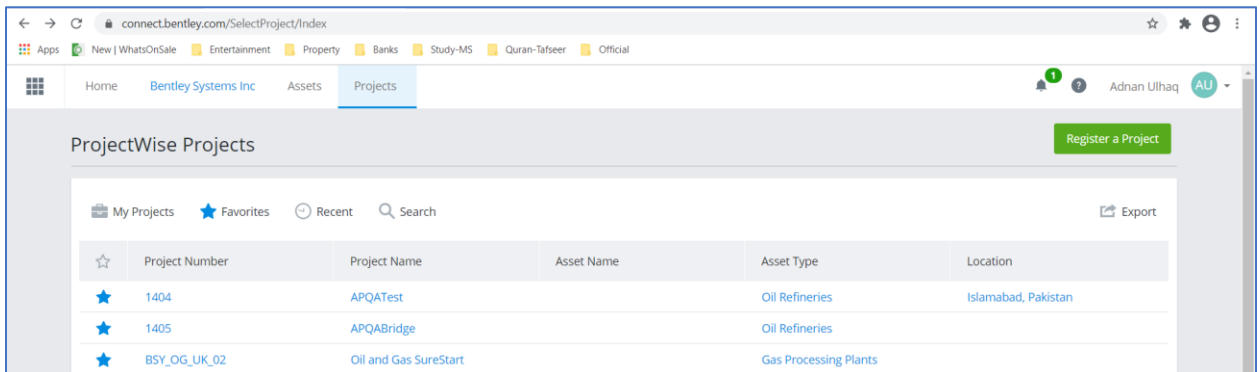 connect.bentley.com/SelectProject/Index
Apps New | WhatsOnSale Entertainment Property Banks Study-MS Quran-Tafseer Official
Home Bentley Systems Inc Assets Projects 1 ? Adnan Ulhaq AU
ProjectWise Projects Register a Project
My Projects Favorites Recent Search Export
Project Number Project Name Asset Name Asset Type Location
1404 APQATest Oil Refineries Islamabad, Pakistan
1405 APQABridge Oil Refineries
BSY_OG_UK_02 Oil and Gas SureStart Gas Processing Plants